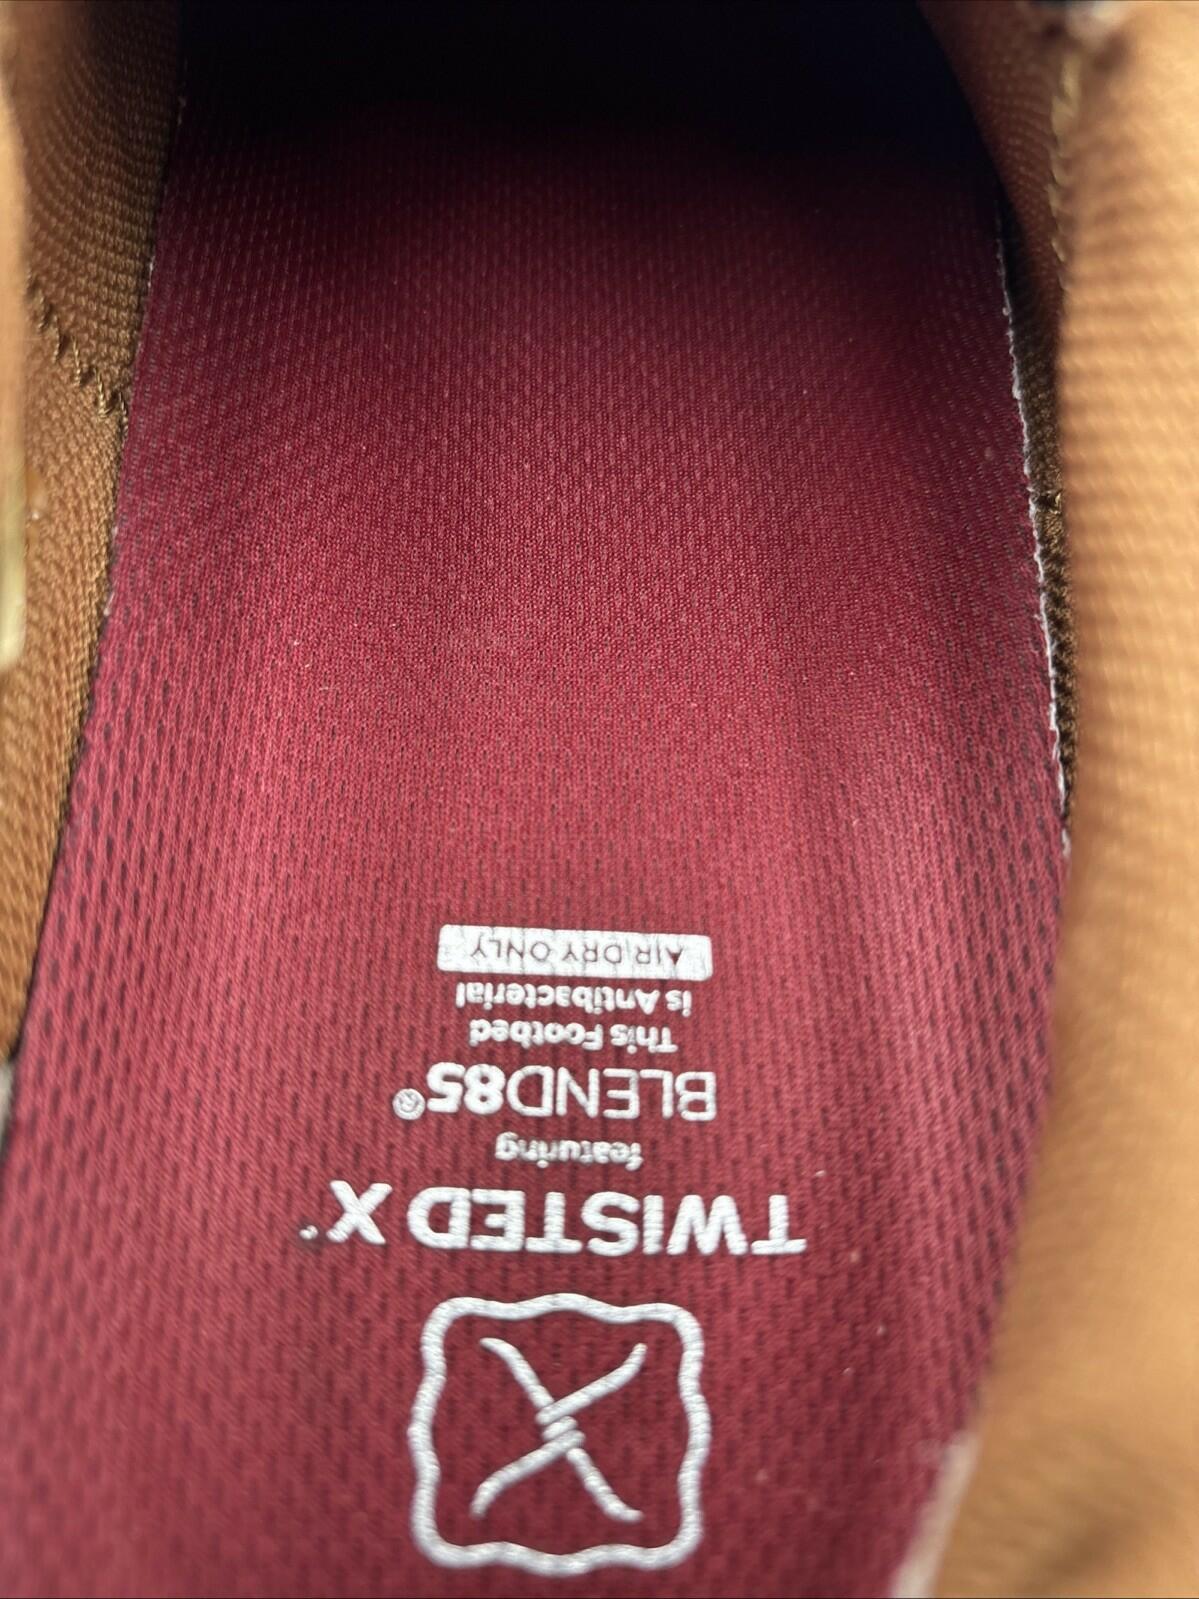 TWISTED X
featuring
BLEND85®
This Footbed
is Antibacterial
AIR DRY ONLY